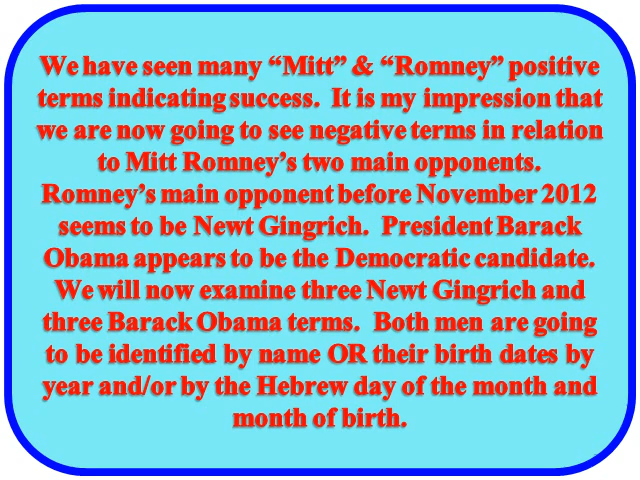 We have seen many “Mitt” & “Romney” positive
terms indicating success.  It is my impression that
we are now going to see negative terms in relation
to Mitt Romney’s two main opponents.
Romney’s main opponent before November 2012
seems to be Newt Gingrich.  President Barack
Obama appears to be the Democratic candidate.
We will now examine three Newt Gingrich and
three Barack Obama terms.  Both men are going
to be identified by name OR their birth dates by
year and/or by the Hebrew day of the month and
month of birth.